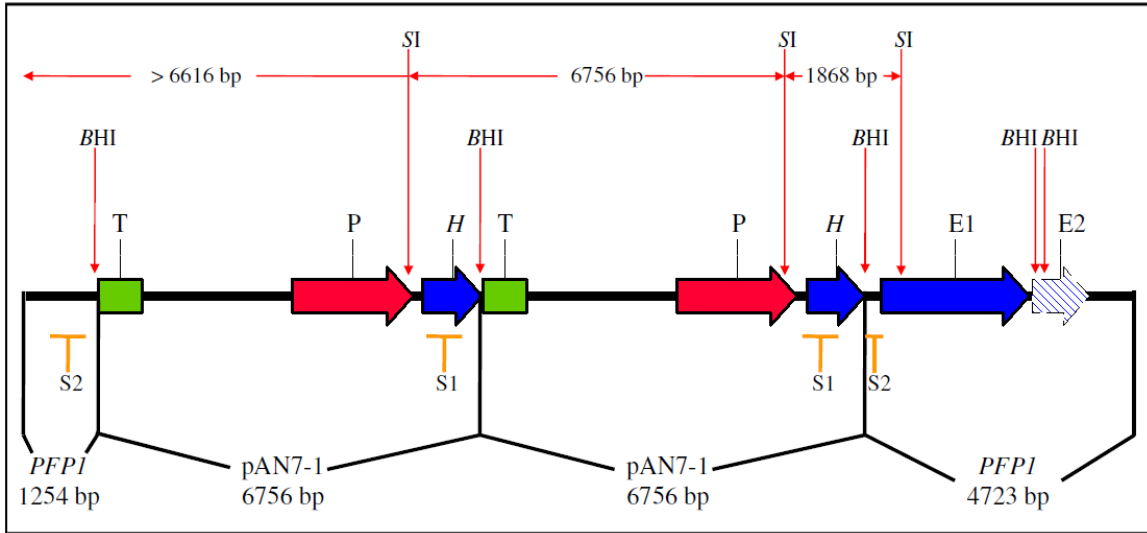 SI SI SI
> 6616 bp 6756 bp 1868 bp
BHI BHI BHI BHI BHI
T P H T P H E1 E2
S2 S1 S1 S2
PFP1 pAN7-1 pAN7-1 PFP1
1254 bp 6756 bp 6756 bp 4723 bp